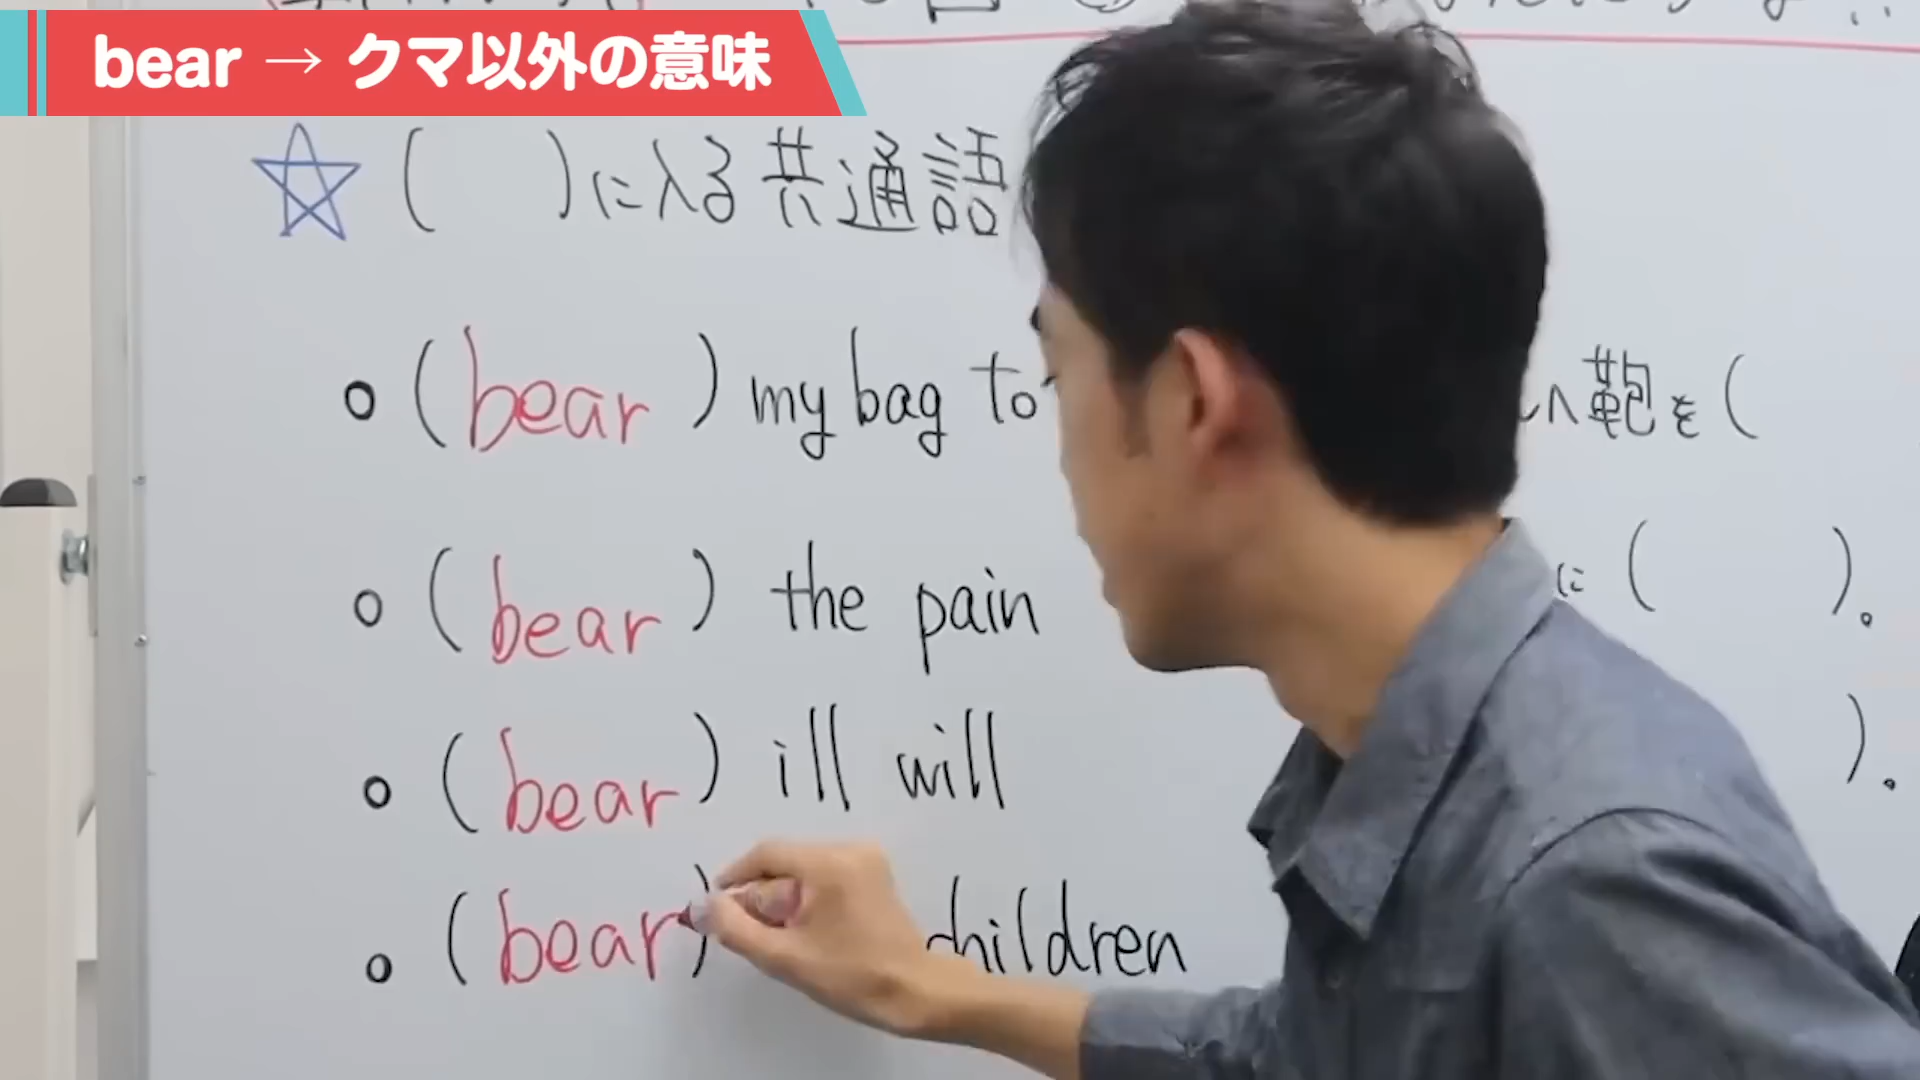 bear → クマ以外の意味
( )に入る共通語
( bear ) my bag to 鞄を(
( bear ) the pain に( )。
( bear ) ill will )。
( bear ) children